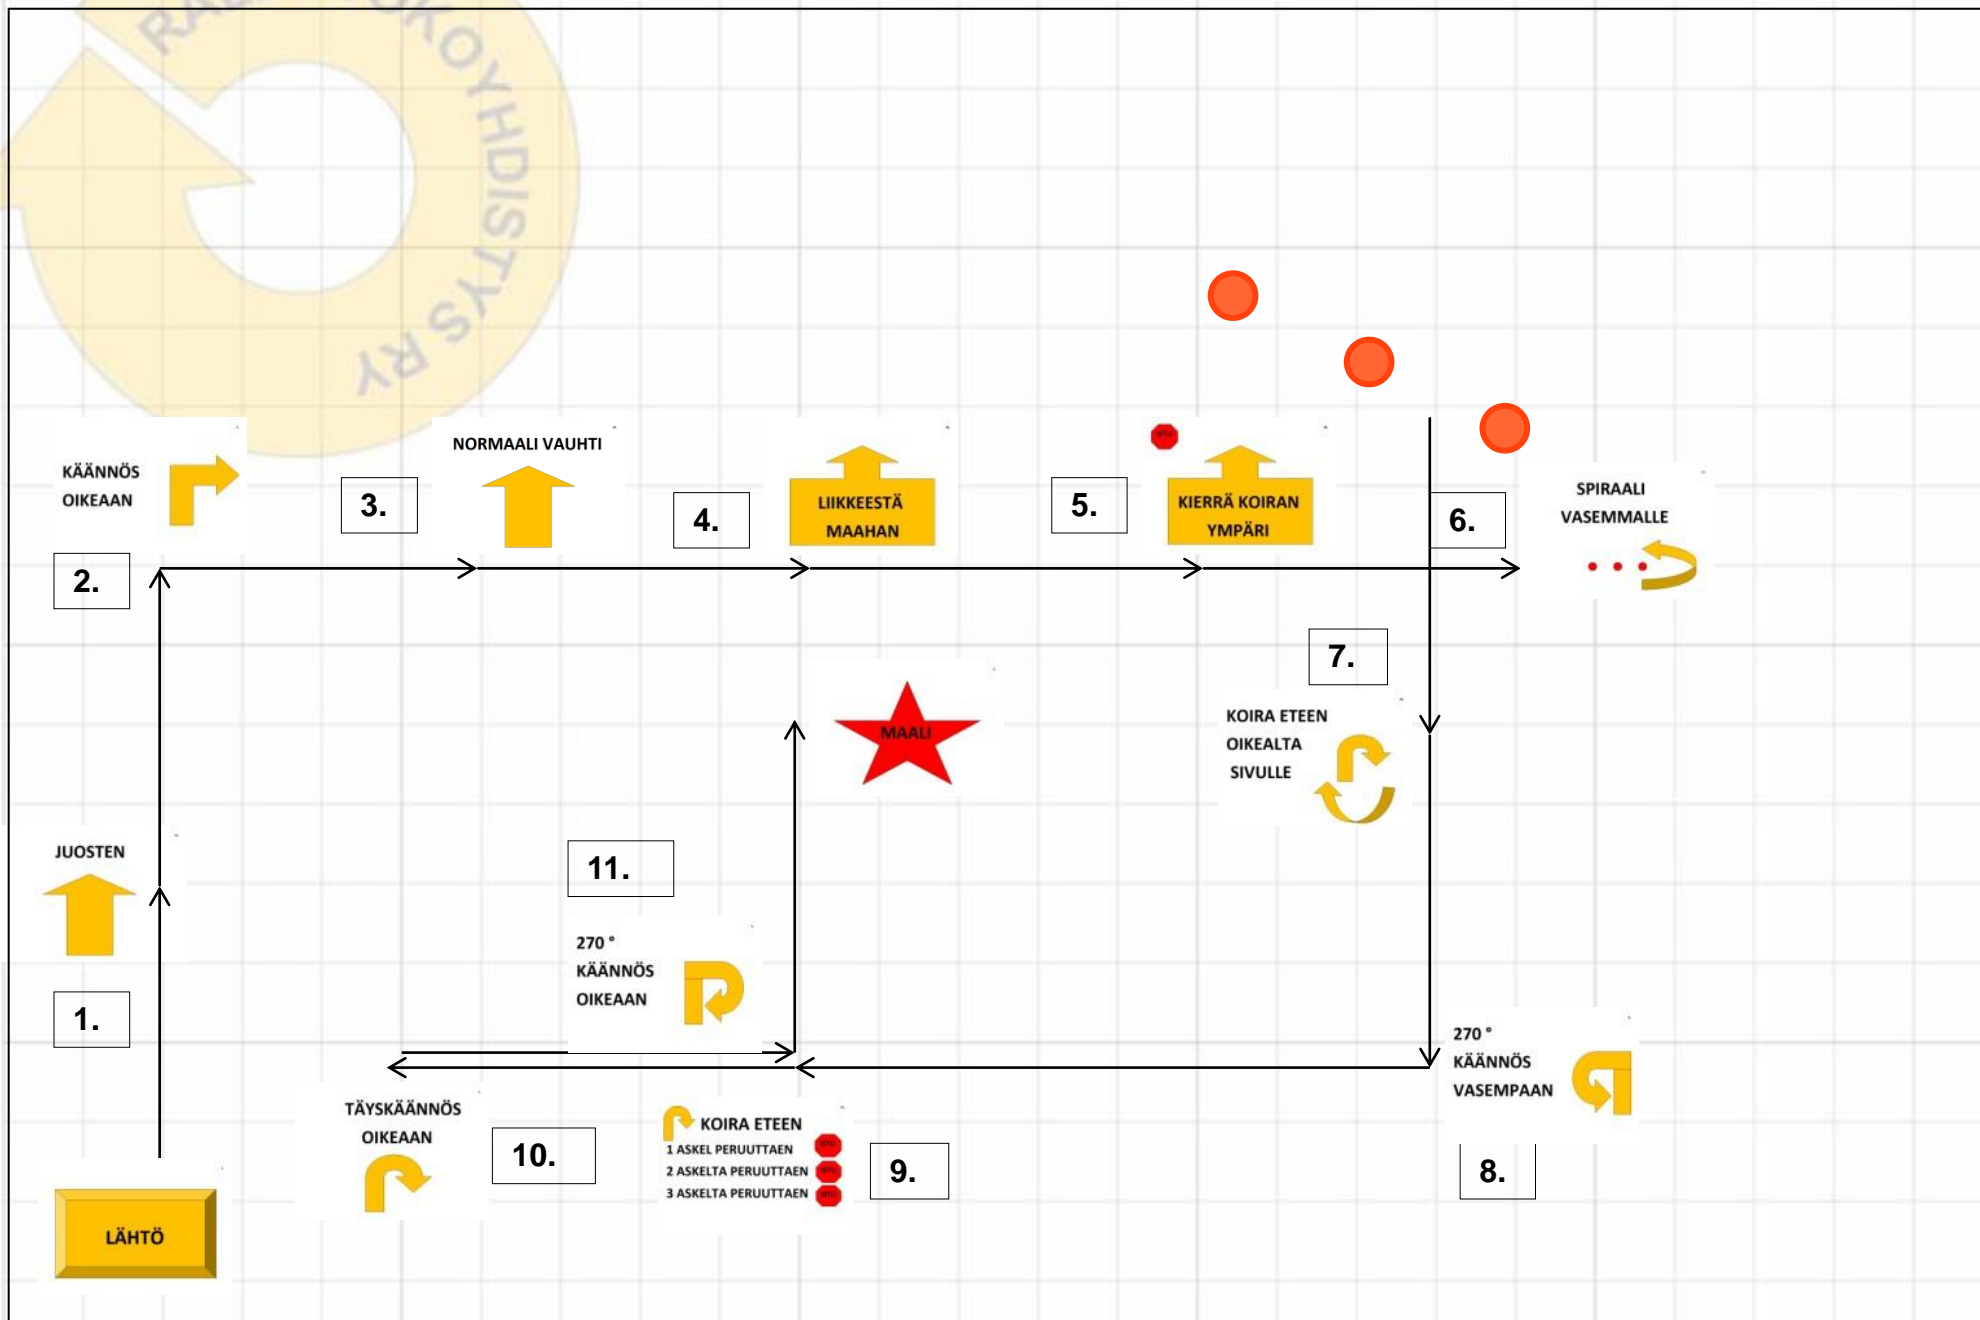 YHDISTYS RY
KÄÄNNÖS
OIKEAAN
2.
3.
NORMAALI VAUHTI
4.
LIIKKEESTÄ
MAAHAN
5.
KIERRÄ KOIRAN
YMPÄRI
6.
SPIRAALI
VASEMMALLE
7.
KOIRA ETEEN
OIKEALTA
SIVULLE
MAALI
JUOSTEN
1.
11.
270 °
KÄÄNNÖS
OIKEAAN
270 °
KÄÄNNÖS
VASEMPAAN
8.
TÄYSKÄÄNNÖS
OIKEAAN
10.
KOIRA ETEEN
1 ASKEL PERUUTTAEN
2 ASKELTA PERUUTTAEN
3 ASKELTA PERUUTTAEN
9.
LÄHTÖ